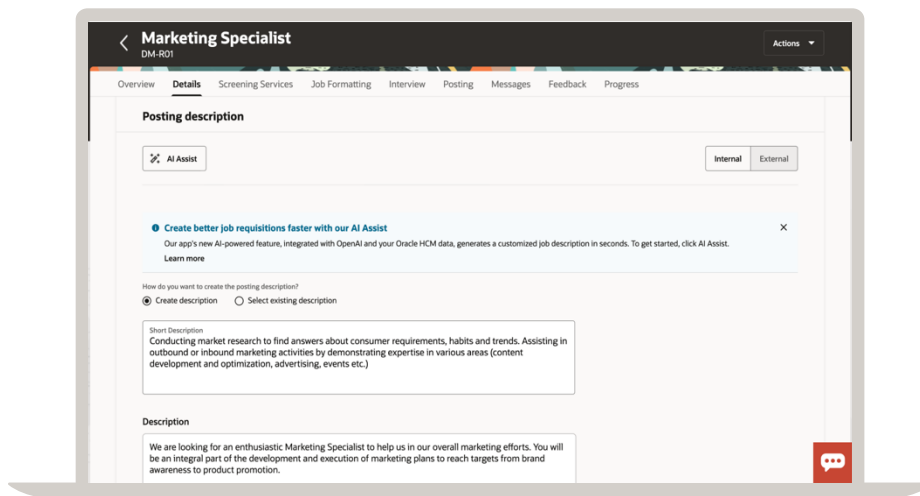 Marketing Specialist
DM-R01
Actions
Overview Details Screening Services Job Formatting Interview Posting Messages Feedback Progress
Posting description
AI Assist
Internal External
Create better job requisitions faster with our AI Assist
Our app's new AI-powered feature, integrated with OpenAI and your Oracle HCM data, generates a customized job description in seconds. To get started, click AI Assist.
Learn more
How do you want to create the posting description?
Create description Select existing description
Short Description
Conducting market research to find answers about consumer requirements, habits and trends. Assisting in
outbound or inbound marketing activities by demonstrating expertise in various areas (content
development and optimization, advertising, events etc.)
Description
We are looking for an enthusiastic Marketing Specialist to help us in our overall marketing efforts. You will
be an integral part of the development and execution of marketing plans to reach targets from brand
awareness to product promotion.